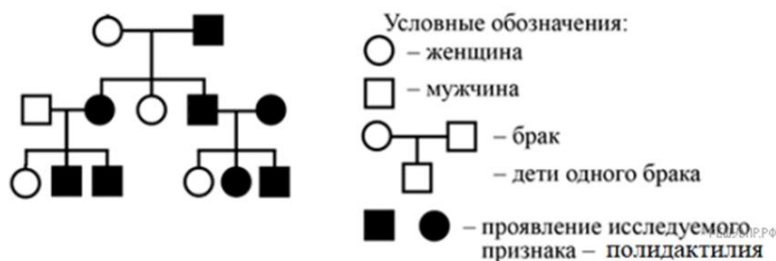 Условные обозначения:
– женщина
– мужчина
– брак
– дети одного брака
– проявление исследуемого
признака – полидактилия